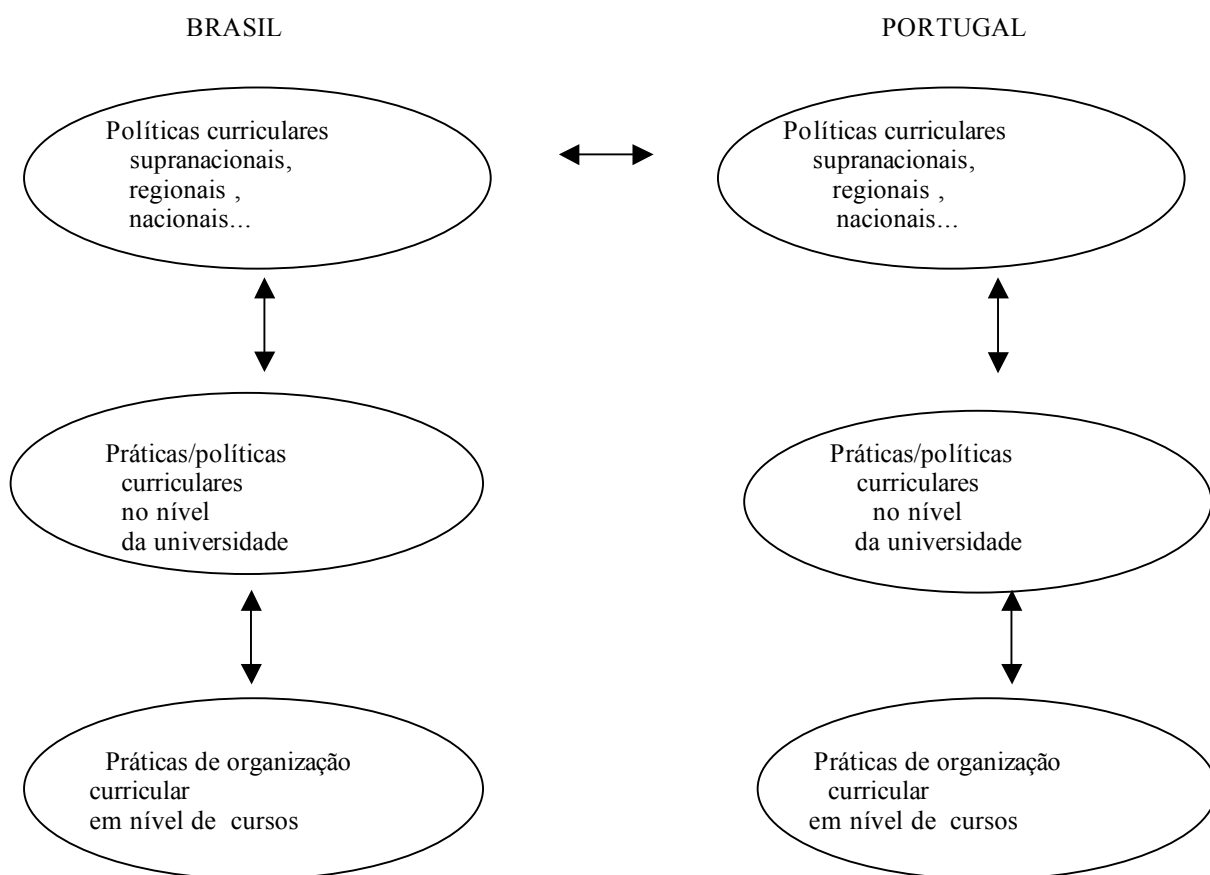 BRASIL
PORTUGAL
Políticas curriculares
supranacionais,
regionais ,
nacionais...
Políticas curriculares
supranacionais,
regionais ,
nacionais...
Práticas/políticas
curriculares
no nível
da universidade
Práticas/políticas
curriculares
no nível
da universidade
Práticas de organização
curricular
em nível de cursos
Práticas de organização
curricular
em nível de cursos